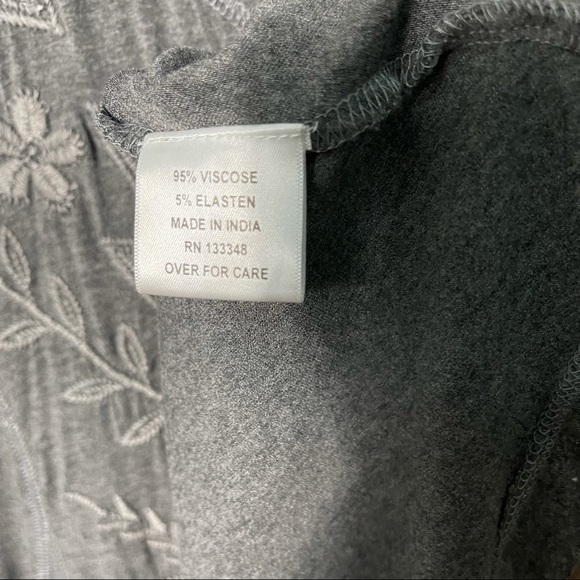 95% VISCOSE
5% ELASTEN
MADE IN INDIA
RN 133348
OVER FOR CARE